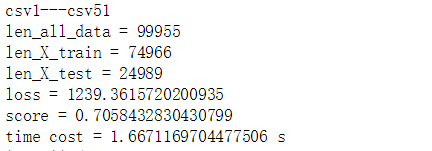 csv1---csv51
len_all_data = 99955
len_X_train = 74966
len_X_test = 24989
loss = 1239.3615720200935
score = 0.7058432830430799
time cost = 1.6671169704477506 s